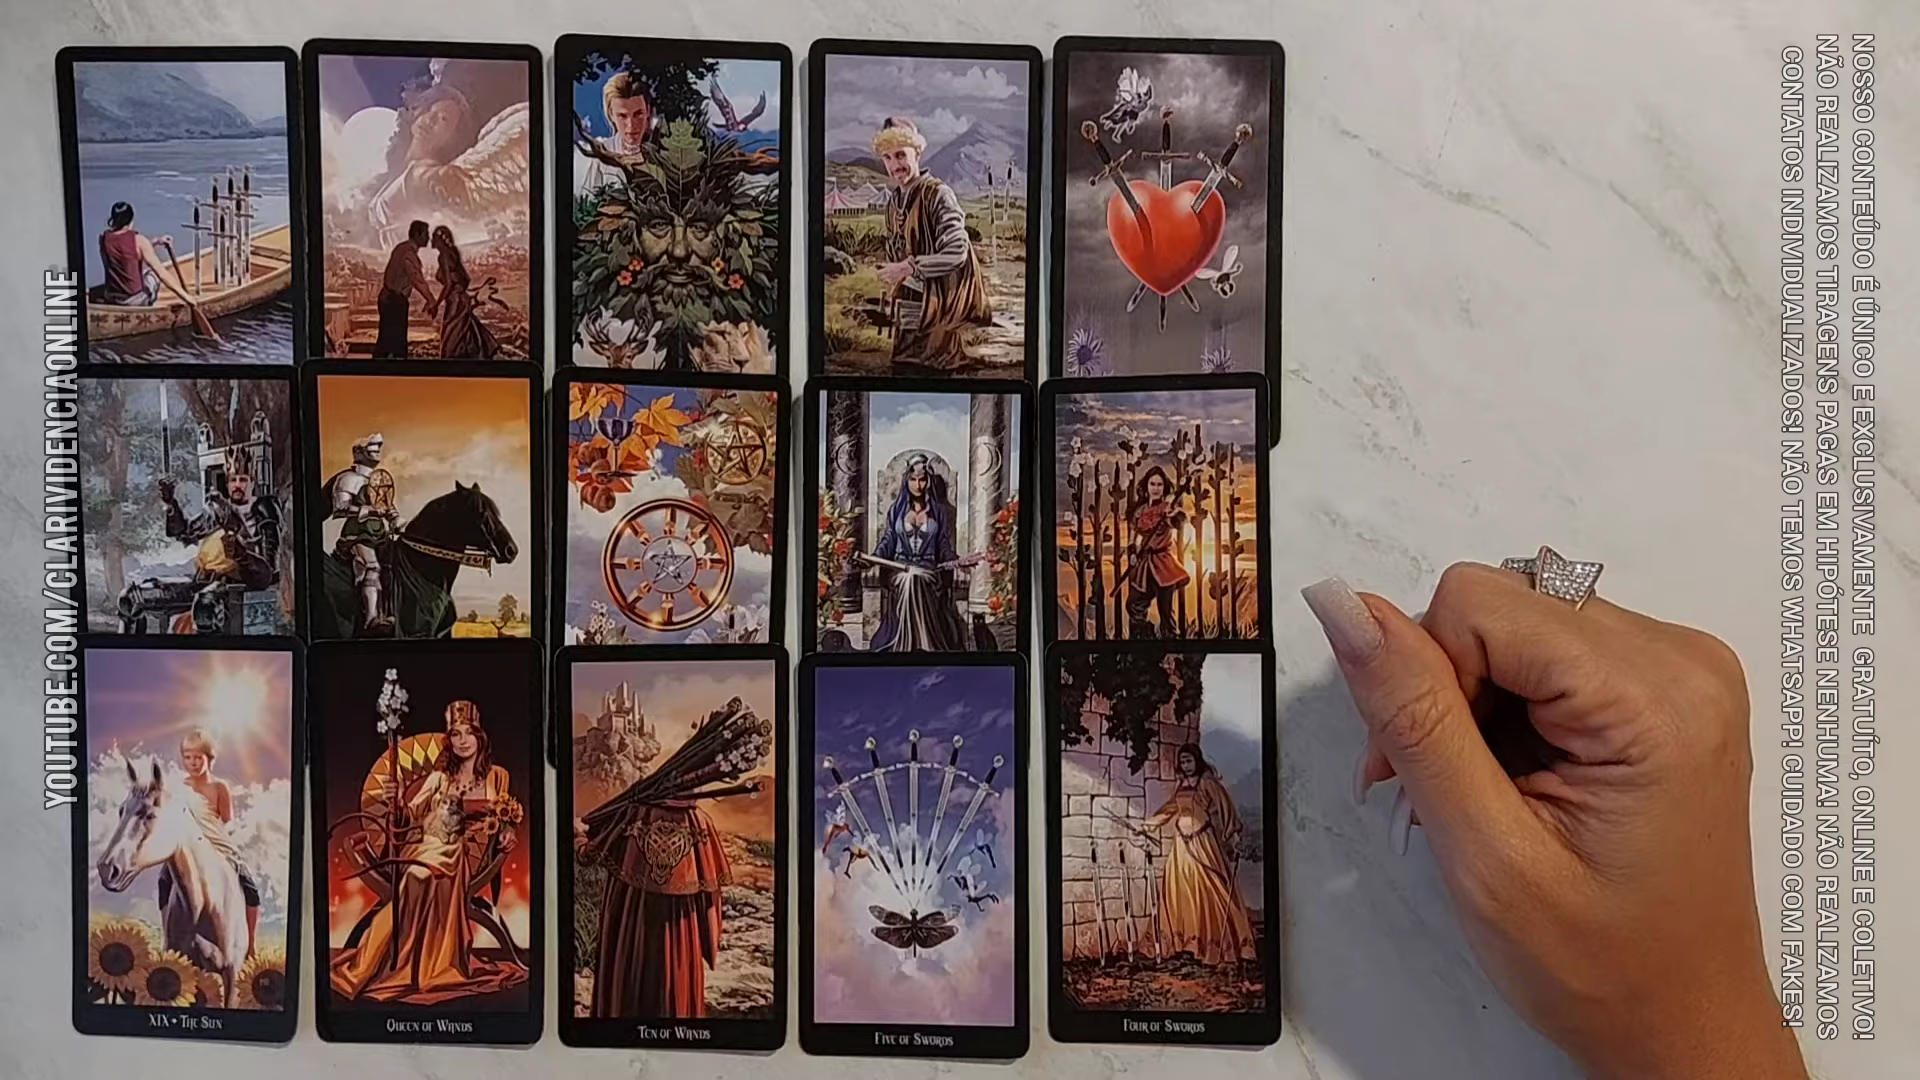 YOUTUBE.COM/CLARIVIDENCIAONLINE
NOSSO CONTEÚDO É ÚNICO E EXCLUSIVAMENTE GRATUÍTO, ONLINE E COLETIVO!
NÃO REALIZAMOS TIRAGENS PAGAS EM HIPÓTESE NENHUMA! NÃO REALIZAMOS
CONTATOS INDIVIDUALIZADOS! NÃO TEMOS WHATSAPP! CUIDADO COM FAKES!
XIX • The Sun
Queen of Wands
Ten of Wands
Five of Swords
Four of Swords